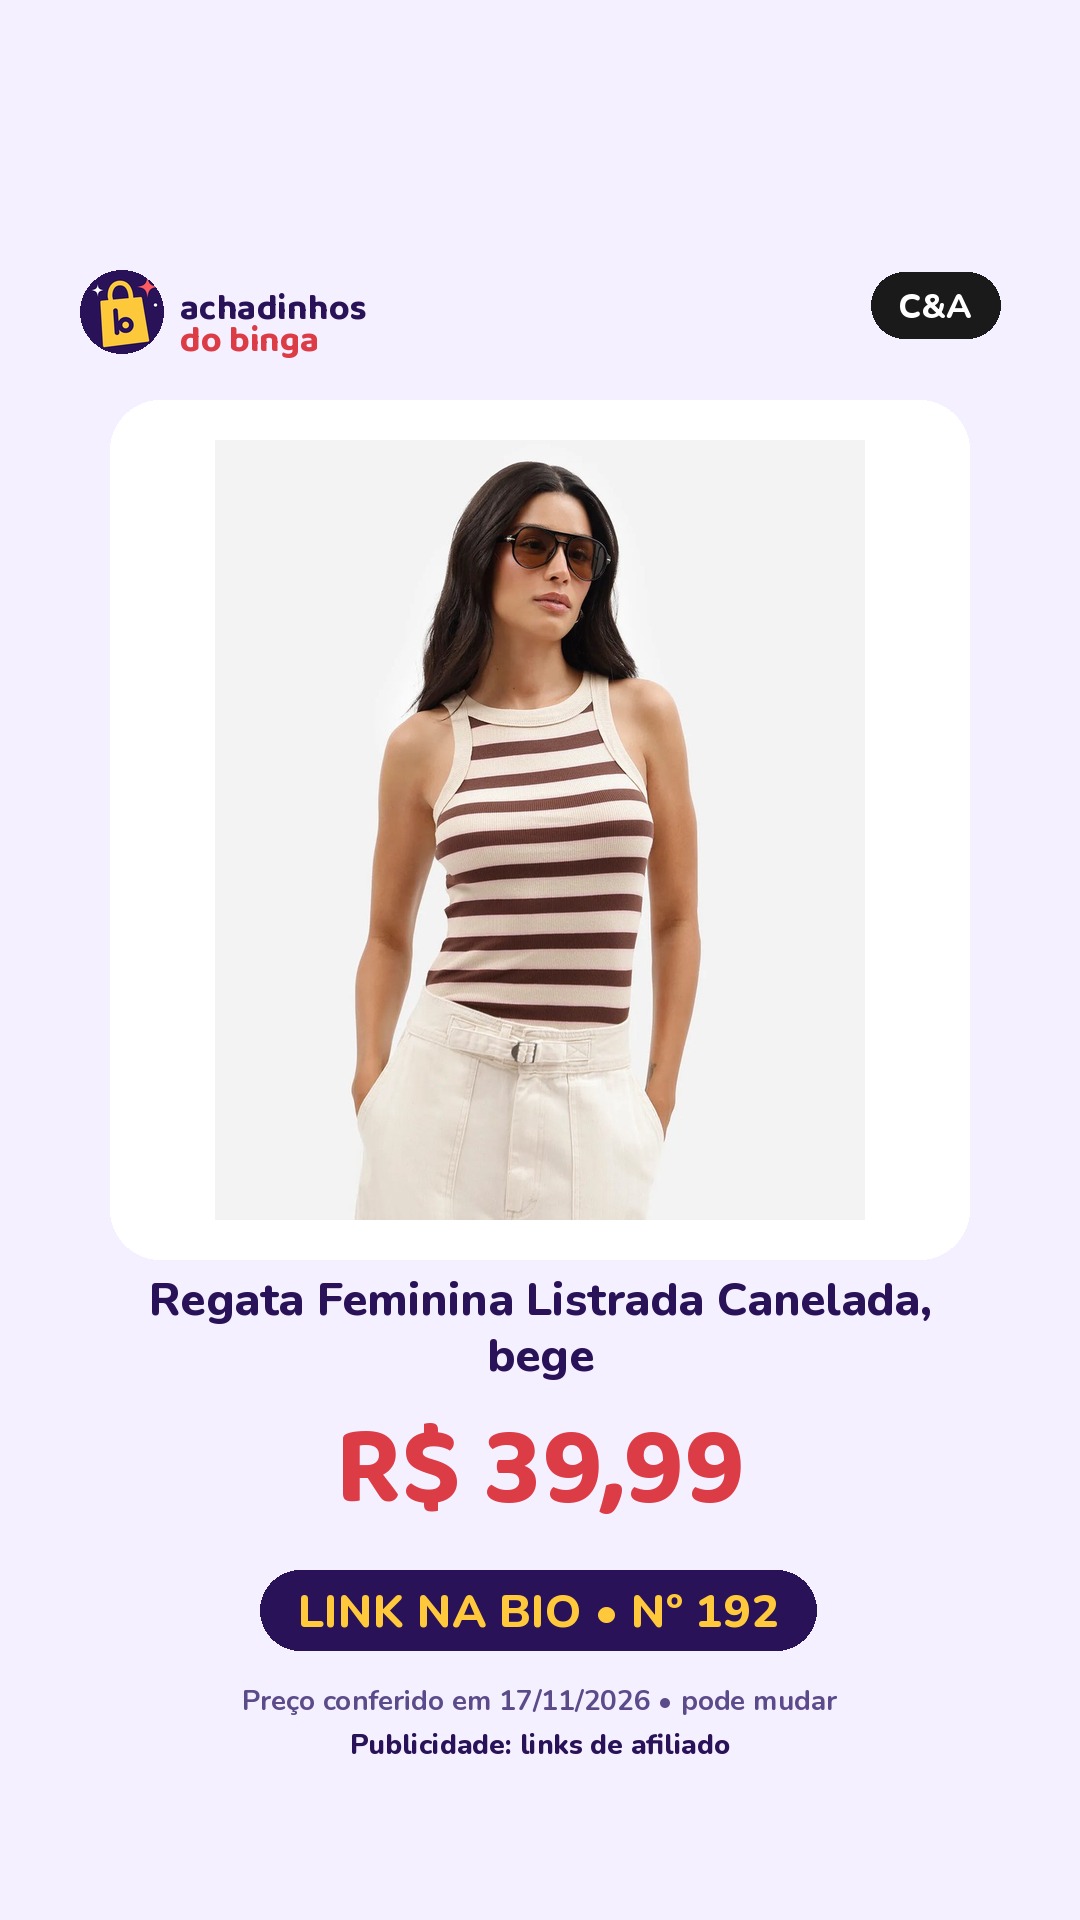 b
achadinhos
do binga
C&A
Regata Feminina Listrada Canelada,
bege
R$ 39,99
LINK NA BIO • Nº 192
Preço conferido em 17/11/2026 • pode mudar
Publicidade: links de afiliado